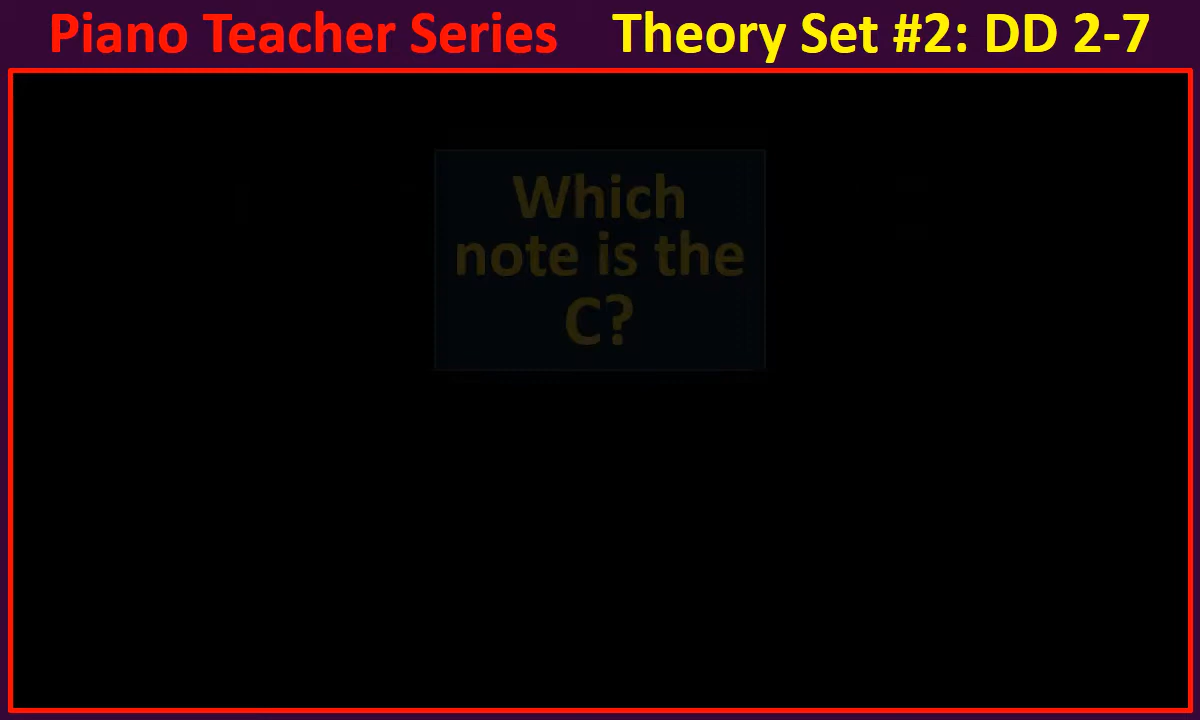 Piano Teacher Series Theory Set #2: DD 2-7
Which
note is the
C?